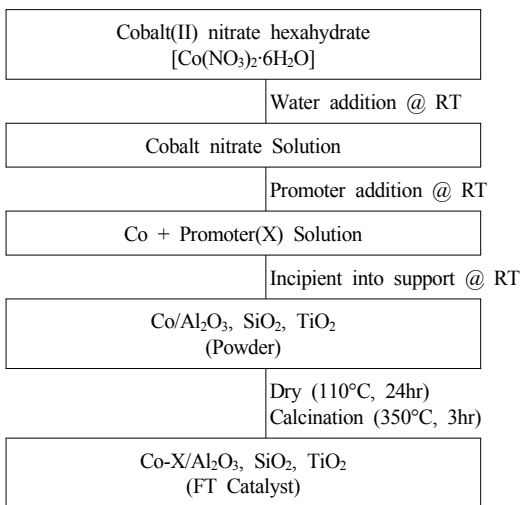 Cobalt(II) nitrate hexahydrate
[Co(NO₃)₂·6H₂O]
Water addition @ RT
Cobalt nitrate Solution
Promoter addition @ RT
Co + Promoter(X) Solution
Incipient into support @ RT
Co/Al₂O₃, SiO₂, TiO₂
(Powder)
Dry (110°C, 24hr)
Calcination (350°C, 3hr)
Co-X/Al₂O₃, SiO₂, TiO₂
(FT Catalyst)